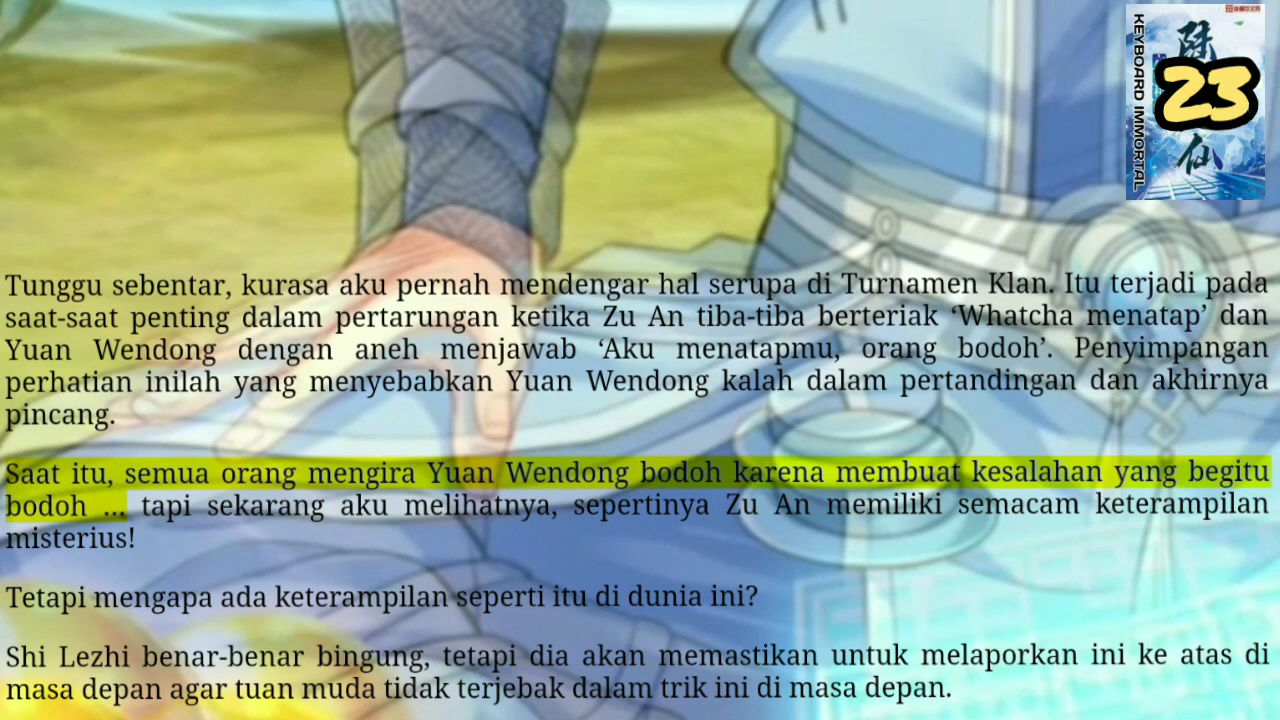 KEYBOARD IMMORTAL
23
仙
Tunggu sebentar, kurasa aku pernah mendengar hal serupa di Turnamen Klan. Itu terjadi pada
saat-saat penting dalam pertarungan ketika Zu An tiba-tiba berteriak ‘Whatcha menatap’ dan
Yuan Wendong dengan aneh menjawab ‘Aku menatapmu, orang bodoh’. Penyimpangan
perhatian inilah yang menyebabkan Yuan Wendong kalah dalam pertandingan dan akhirnya
pincang.
Saat itu, semua orang mengira Yuan Wendong bodoh karena membuat kesalahan yang begitu
bodoh ... tapi sekarang aku melihatnya, sepertinya Zu An memiliki semacam keterampilan
misterius!
Tetapi mengapa ada keterampilan seperti itu di dunia ini?
Shi Lezhi benar-benar bingung, tetapi dia akan memastikan untuk melaporkan ini ke atas di
masa depan agar tuan muda tidak terjebak dalam trik ini di masa depan.